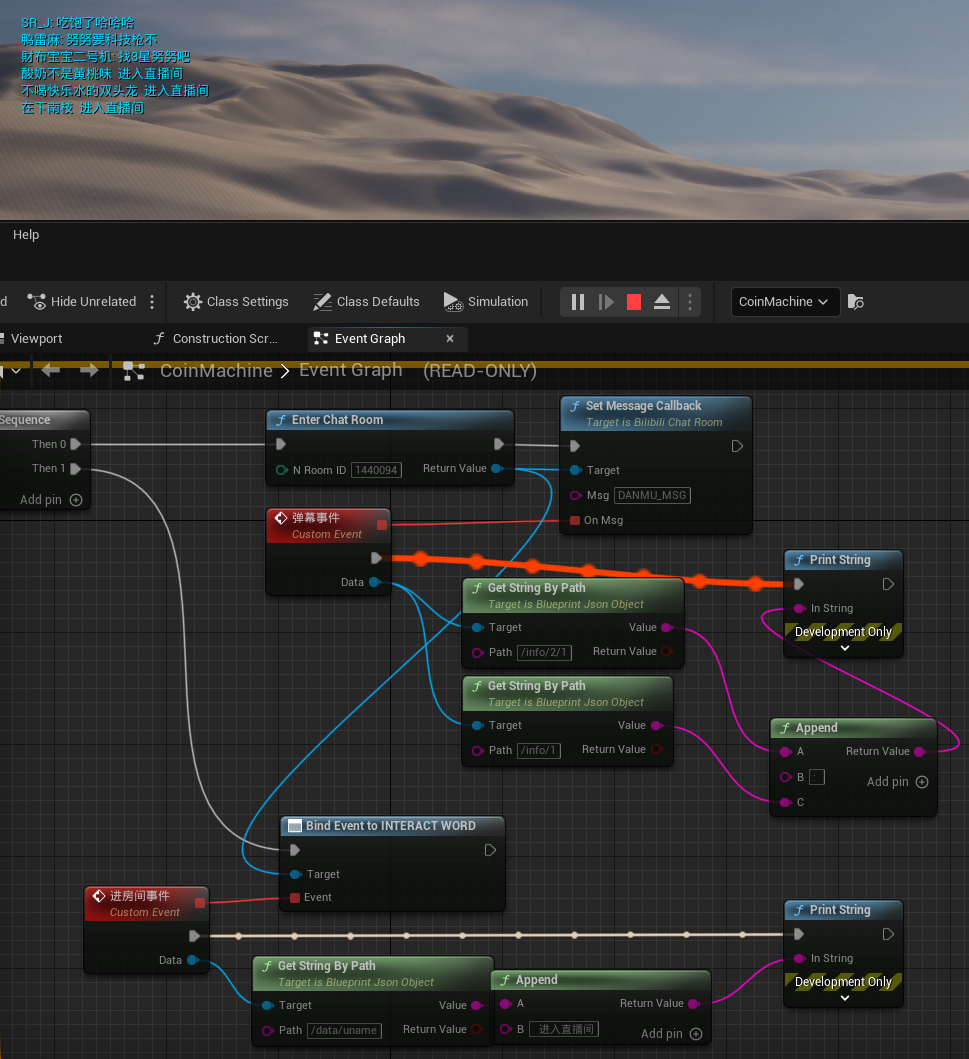 SR_J: 吃饱了哈哈哈
鸭雷麻: 努努要科技枪不
財布宝宝二号机: 找3星努努吧
酸奶不是黄桃味 进入直播间
不喝快乐水的双头龙 进入直播间
在下南枝 进入直播间
Help
d Hide Unrelated Class Settings Class Defaults Simulation CoinMachine
Viewport Construction Scr... Event Graph
CoinMachine > Event Graph (READ-ONLY)
Sequence
Then 0
Then 1
Add pin
Enter Chat Room
N Room ID 1440094 Return Value
Set Message Callback
Target is Bilibili Chat Room
Target
Msg DANMU_MSG
On Msg
弹幕事件
Custom Event
Data
Get String By Path
Target is Blueprint Json Object
Target Value
Path /info/2/1 Return Value
Print String
In String
Development Only
Get String By Path
Target is Blueprint Json Object
Target Value
Path /info/1 Return Value
Append
A Return Value
B : Add pin
C
Bind Event to INTERACT WORD
Target
Event
进房间事件
Custom Event
Data
Get String By Path
Target is Blueprint Json Object
Target Value
Path /data/uname Return Value
Append
A Return Value
B 进入直播间 Add pin
Print String
In String
Development Only